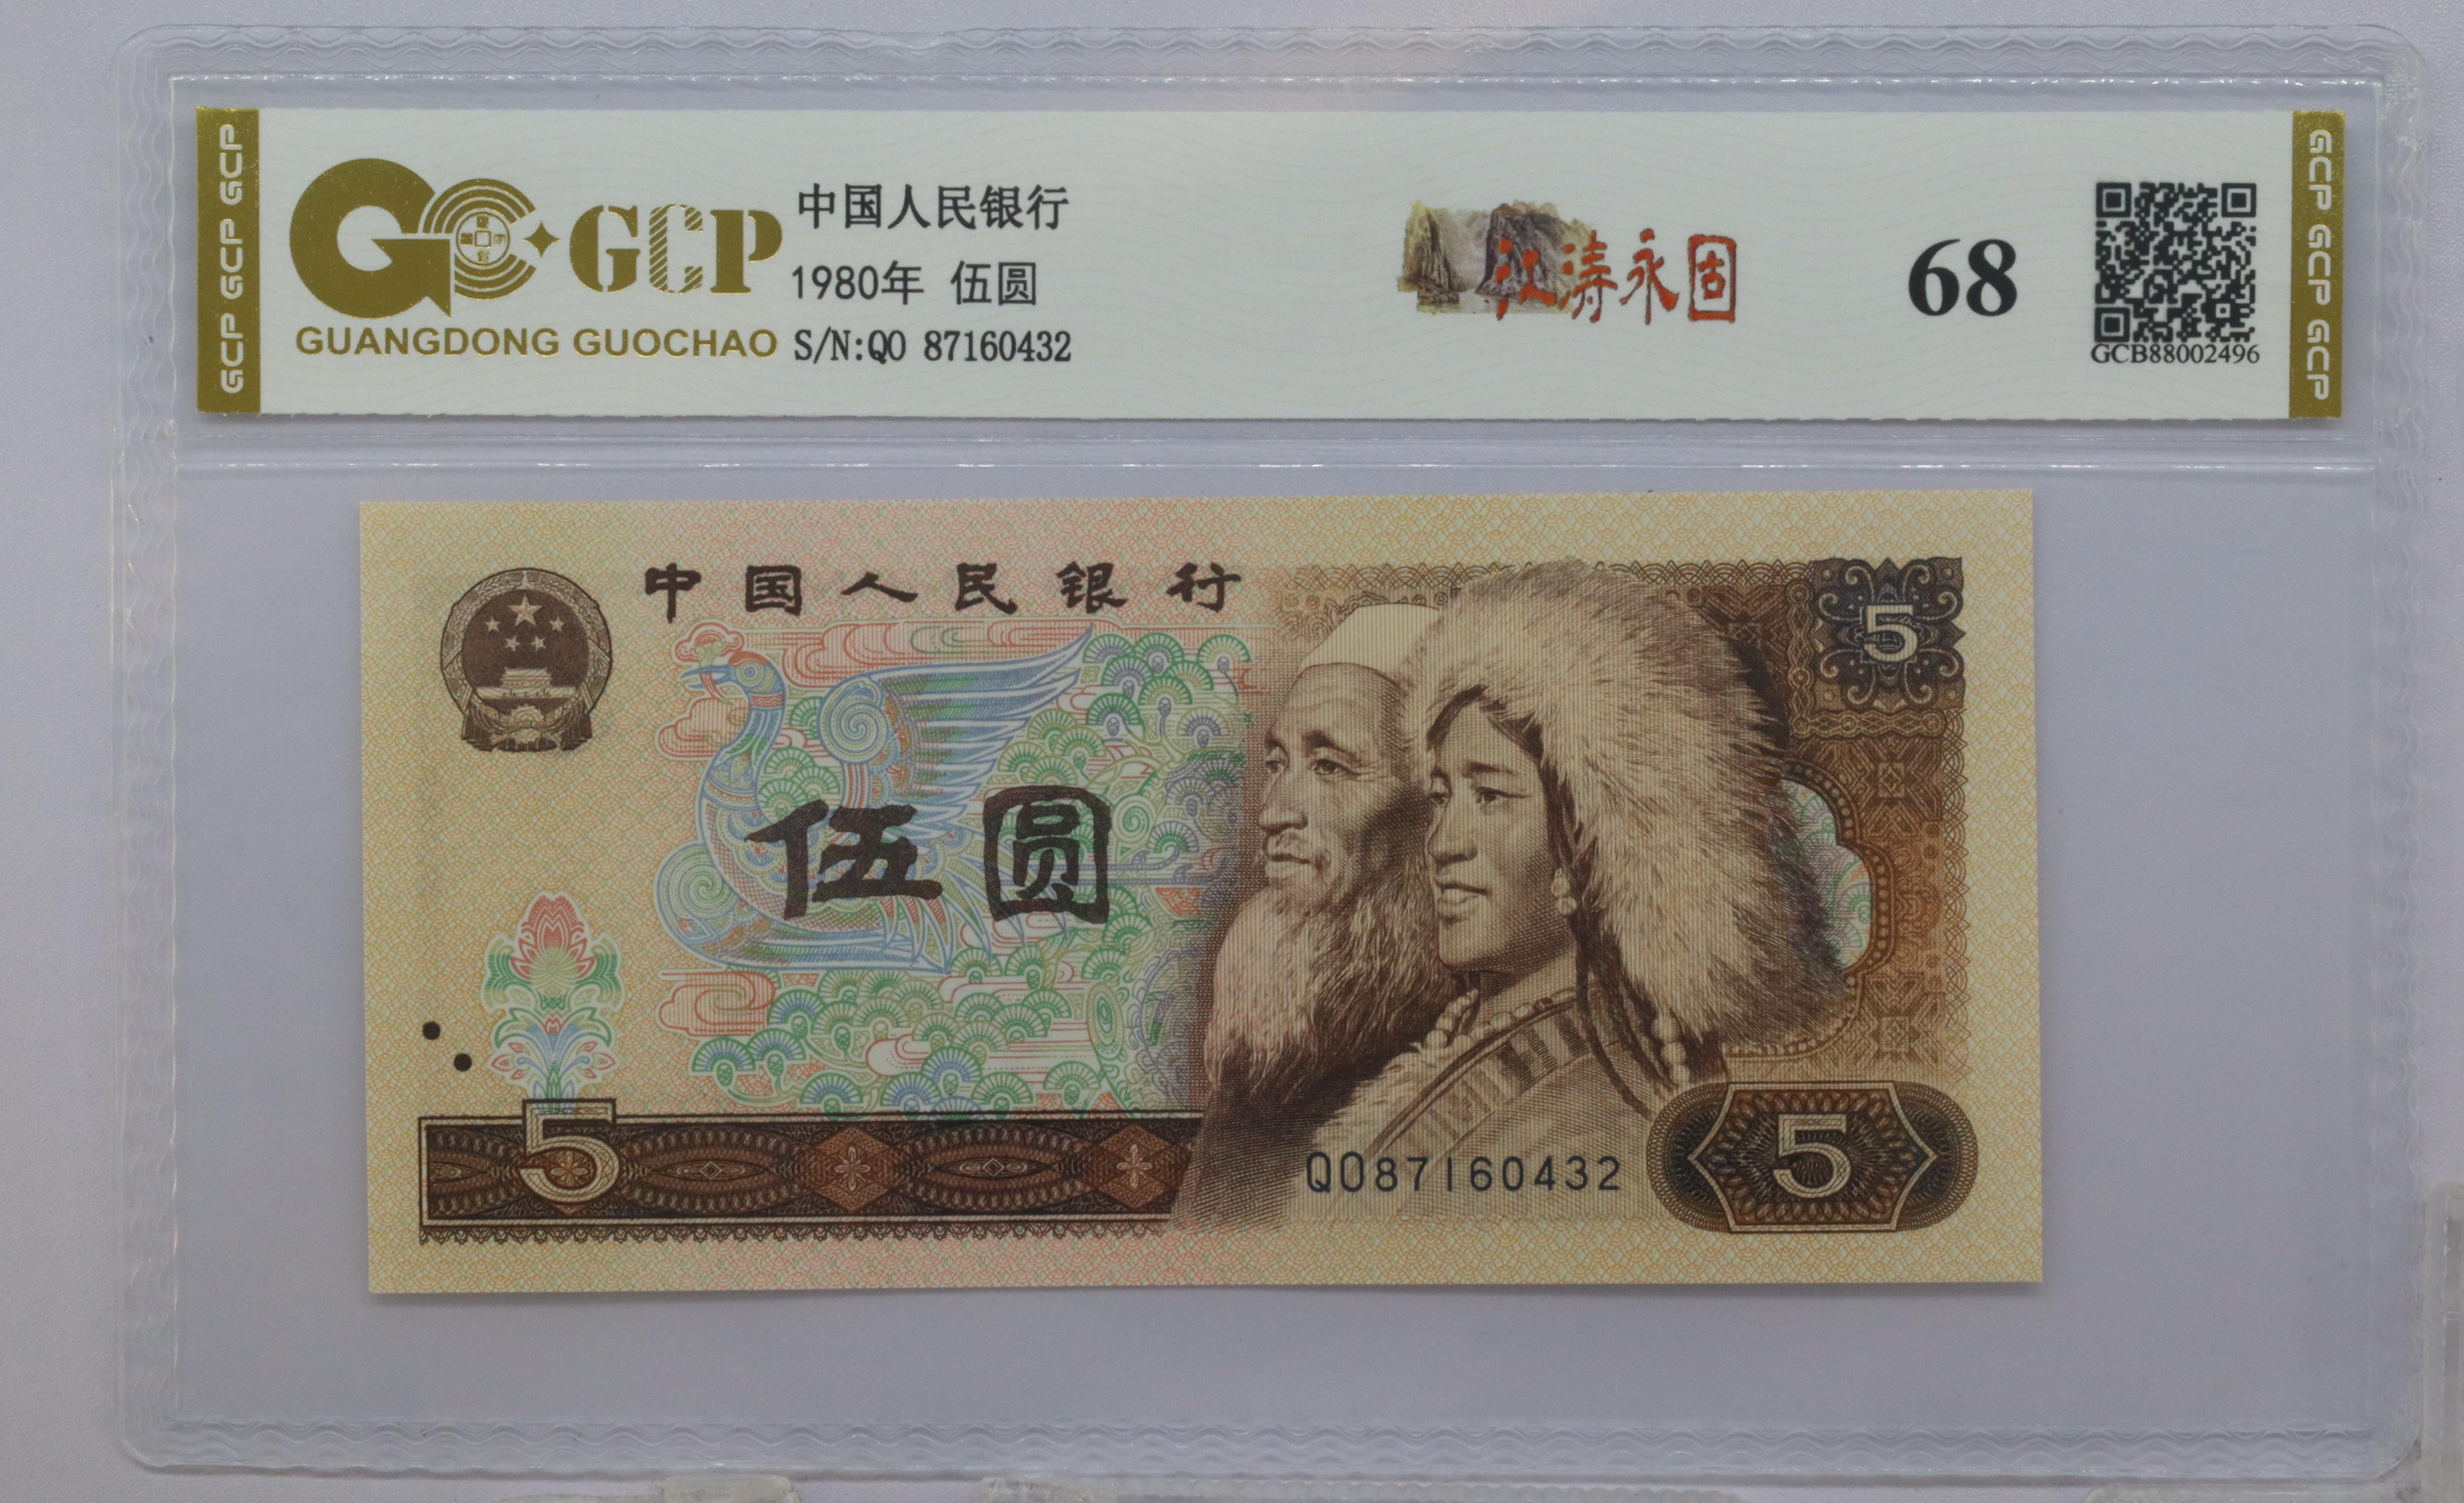 GCP GCP GCP
GCP
GUANGDONG GUOCHAO
中国人民银行
1980年 伍圆
S/N:QO 87160432
江涛永固
68
GCB88002496
GCP GCP GCP
中国人民银行
5
伍圆
5
QO87160432
5